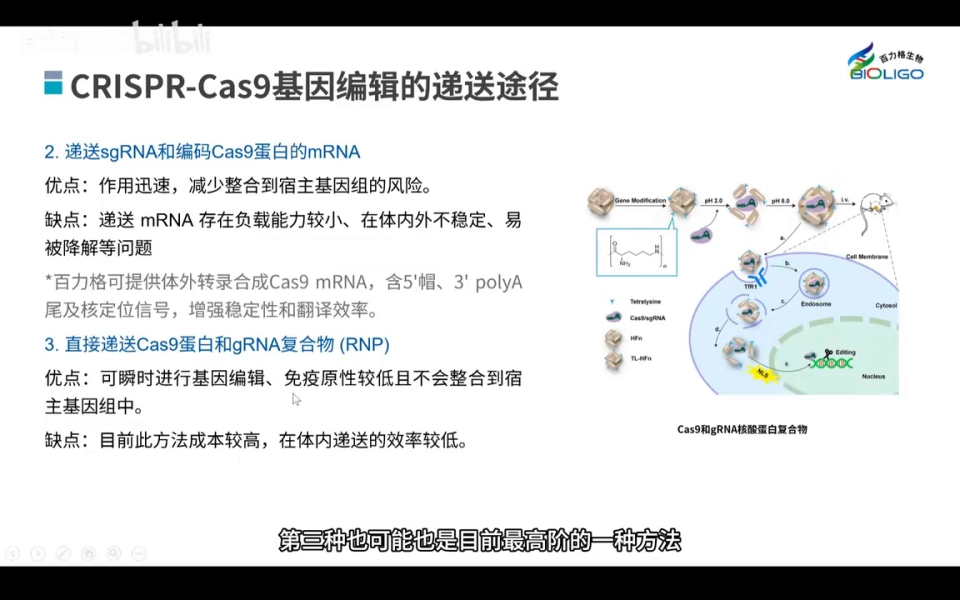 bilibili
CRISPR-Cas9基因编辑的递送途径
百力格生物
BIOLIGO
2. 递送sgRNA和编码Cas9蛋白的mRNA
优点：作用迅速，减少整合到宿主基因组的风险。
缺点：递送 mRNA 存在负载能力较小、在体内外不稳定、易
被降解等问题
*百力格可提供体外转录合成Cas9 mRNA，含5'帽、3' polyA
尾及核定位信号，增强稳定性和翻译效率。
3. 直接递送Cas9蛋白和gRNA复合物 (RNP)
优点：可瞬时进行基因编辑、免疫原性较低且不会整合到宿
主基因组中。
缺点：目前此方法成本较高，在体内递送的效率较低。
Gene Modification
pH 2.0
pH 8.0
i.v.
a.
O
H
N
NH2
n
Cell Membrane
TfR1
b.
Endosome
c.
Cytosol
Tetralysine
Cas9/sgRNA
HFn
TL-HFn
d.
NLS
e.
Editing
Nucleus
Cas9和gRNA核酸蛋白复合物
第三种也可能也是目前最高阶的一种方法